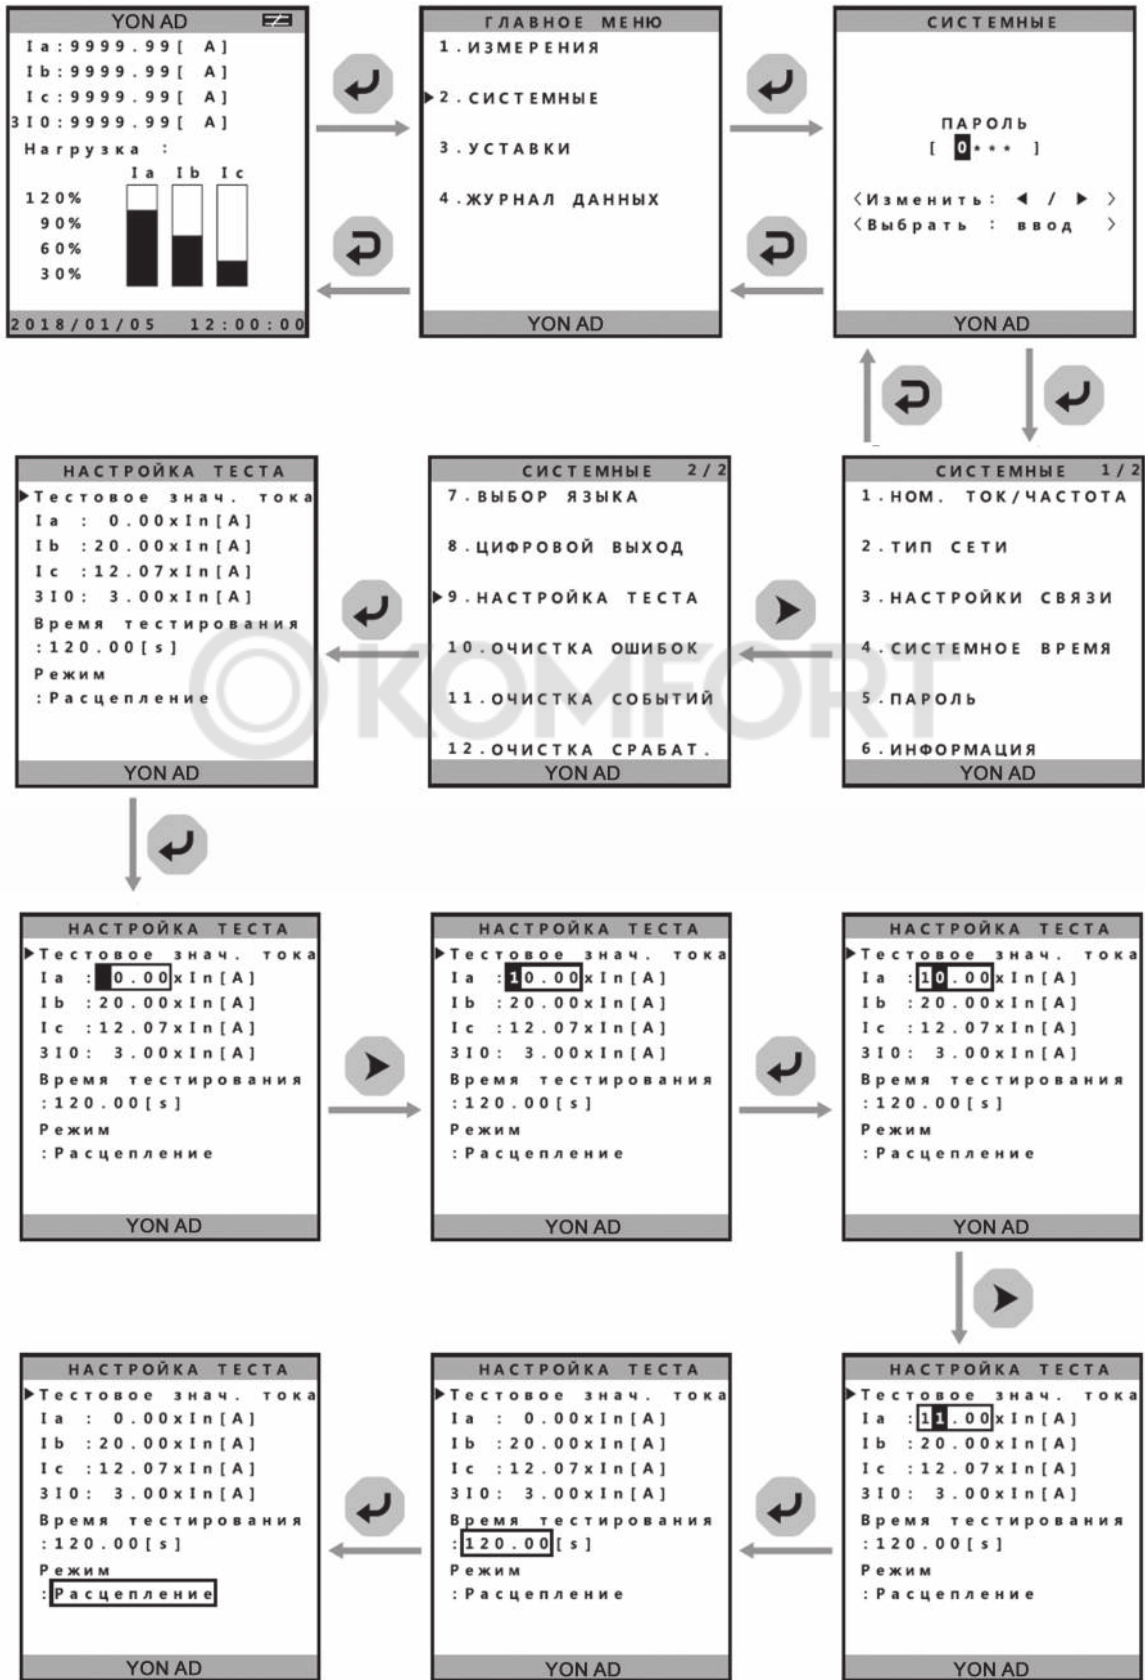 YON AD
Ia:9999.99[ A]
Ib:9999.99[ A]
Ic:9999.99[ A]
3I0:9999.99[ A]
Нагрузка :
Ia Ib Ic
120%
90%
60%
30%
2018/01/05 12:00:00
ГЛАВНОЕ МЕНЮ
1.ИЗМЕРЕНИЯ
▶2.СИСТЕМНЫЕ
3.УСТАВКИ
4.ЖУРНАЛ ДАННЫХ
YON AD
СИСТЕМНЫЕ
ПАРОЛЬ
[ 0*** ]
<Изменить: ◀ / ▶ >
<Выбрать : ввод >
YON AD
НАСТРОЙКА ТЕСТА
▶Тестовое знач. тока
Ia : 0.00xIn[A]
Ib :20.00xIn[A]
Ic :12.07xIn[A]
3I0: 3.00xIn[A]
Время тестирования
:120.00[s]
Режим
:Расцепление
YON AD
СИСТЕМНЫЕ 2/2
7.ВЫБОР ЯЗЫКА
8.ЦИФРОВОЙ ВЫХОД
▶9.НАСТРОЙКА ТЕСТА
10.ОЧИСТКА ОШИБОК
11.ОЧИСТКА СОБЫТИЙ
12.ОЧИСТКА СРАБАТ.
YON AD
СИСТЕМНЫЕ 1/2
1.НОМ. ТОК/ЧАСТОТА
2.ТИП СЕТИ
3.НАСТРОЙКИ СВЯЗИ
4.СИСТЕМНОЕ ВРЕМЯ
5.ПАРОЛЬ
6.ИНФОРМАЦИЯ
YON AD
KOMFORT
НАСТРОЙКА ТЕСТА
▶Тестовое знач. тока
Ia : 0.00xIn[A]
Ib :20.00xIn[A]
Ic :12.07xIn[A]
3I0: 3.00xIn[A]
Время тестирования
:120.00[s]
Режим
:Расцепление
YON AD
НАСТРОЙКА ТЕСТА
▶Тестовое знач. тока
Ia :10.00xIn[A]
Ib :20.00xIn[A]
Ic :12.07xIn[A]
3I0: 3.00xIn[A]
Время тестирования
:120.00[s]
Режим
:Расцепление
YON AD
НАСТРОЙКА ТЕСТА
▶Тестовое знач. тока
Ia :10.00xIn[A]
Ib :20.00xIn[A]
Ic :12.07xIn[A]
3I0: 3.00xIn[A]
Время тестирования
:120.00[s]
Режим
:Расцепление
YON AD
НАСТРОЙКА ТЕСТА
▶Тестовое знач. тока
Ia : 0.00xIn[A]
Ib :20.00xIn[A]
Ic :12.07xIn[A]
3I0: 3.00xIn[A]
Время тестирования
:120.00[s]
Режим
:Расцепление
YON AD
НАСТРОЙКА ТЕСТА
▶Тестовое знач. тока
Ia : 0.00xIn[A]
Ib :20.00xIn[A]
Ic :12.07xIn[A]
3I0: 3.00xIn[A]
Время тестирования
:120.00[s]
Режим
:Расцепление
YON AD
НАСТРОЙКА ТЕСТА
▶Тестовое знач. тока
Ia :11.00xIn[A]
Ib :20.00xIn[A]
Ic :12.07xIn[A]
3I0: 3.00xIn[A]
Время тестирования
:120.00[s]
Режим
:Расцепление
YON AD